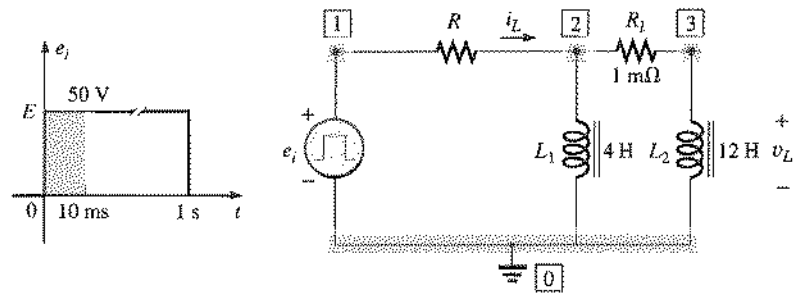 e_i
E
50 V
0
10 ms
1 s
t
1
R
i_L
2
R_1
3
1 mΩ
+
e_i
−
L_1
4 H
L_2
12 H
+
v_L
−
0